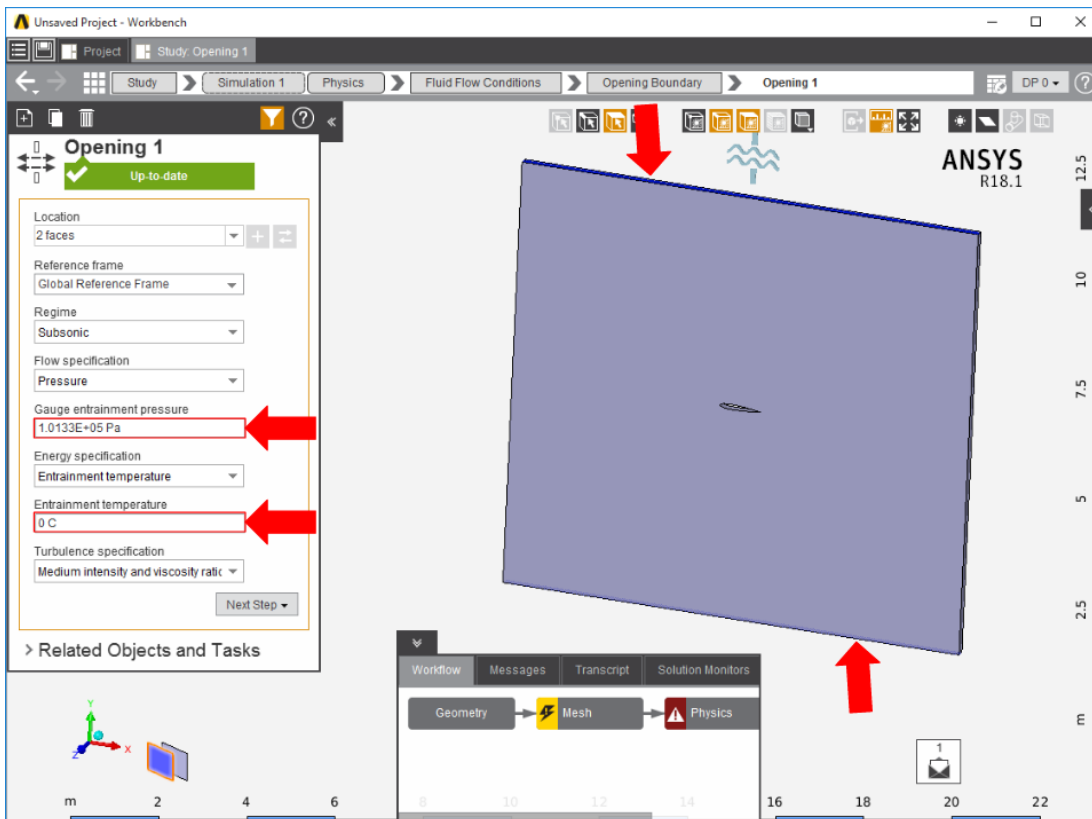 Unsaved Project - Workbench
Project
Study: Opening 1
Study
Simulation 1
Physics
Fluid Flow Conditions
Opening Boundary
Opening 1
DP 0
Opening 1
Up-to-date
Location
2 faces
Reference frame
Global Reference Frame
Regime
Subsonic
Flow specification
Pressure
Gauge entrainment pressure
1.0133E+05 Pa
Energy specification
Entrainment temperature
Entrainment temperature
0 C
Turbulence specification
Medium intensity and viscosity ratic
Next Step
Related Objects and Tasks
ANSYS
R18.1
12.5
10
7.5
5
2.5
m
Workflow
Messages
Transcript
Solution Monitors
Geometry
Mesh
Physics
Y
X
Z
1
m
2
4
6
8
10
12
14
16
18
20
22